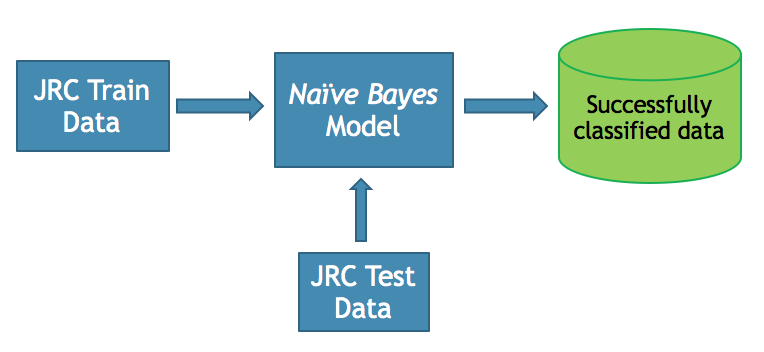 JRC Train
Data
Naïve Bayes
Model
Successfully
classified data
JRC Test
Data